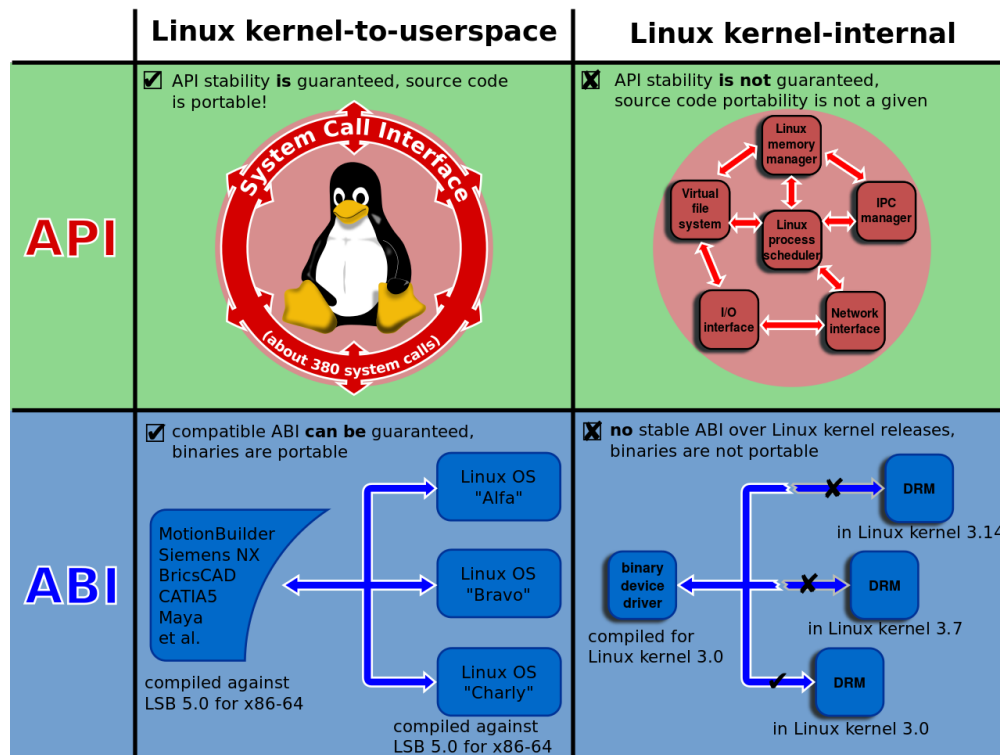 Linux kernel-to-userspace
Linux kernel-internal
API
API stability is guaranteed, source code
is portable!
System Call Interface
(about 380 system calls)
API stability is not guaranteed,
source code portability is not a given
Linux
memory
manager
Virtual
file
system
IPC
manager
Linux
process
scheduler
I/O
interface
Network
interface
ABI
compatible ABI can be guaranteed,
binaries are portable
MotionBuilder
Siemens NX
BricsCAD
CATIA5
Maya
et al.
compiled against
LSB 5.0 for x86-64
Linux OS
"Alfa"
Linux OS
"Bravo"
Linux OS
"Charly"
compiled against
LSB 5.0 for x86-64
no stable ABI over Linux kernel releases,
binaries are not portable
binary
device
driver
compiled for
Linux kernel 3.0
DRM
in Linux kernel 3.14
DRM
in Linux kernel 3.7
DRM
in Linux kernel 3.0